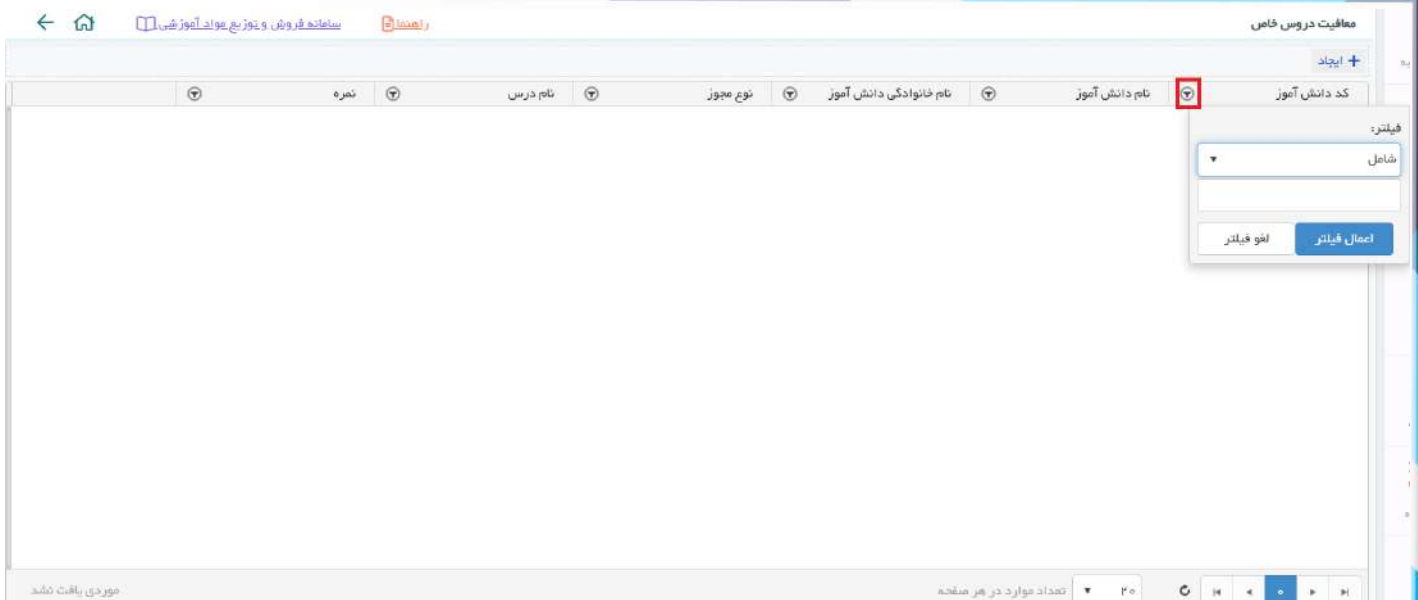 معافیت دروس خاص
راهنما
سامانه فروش و توزیع مواد آموزشی
+ ایجاد
کد دانش آموز
نام دانش آموز
نام خانوادگی دانش آموز
نوع مجوز
نام درس
نمره
فیلتر:
شامل
اعمال فیلتر
لغو فیلتر
۰
۲۰
تعداد موارد در هر صفحه
موردی یافت نشد